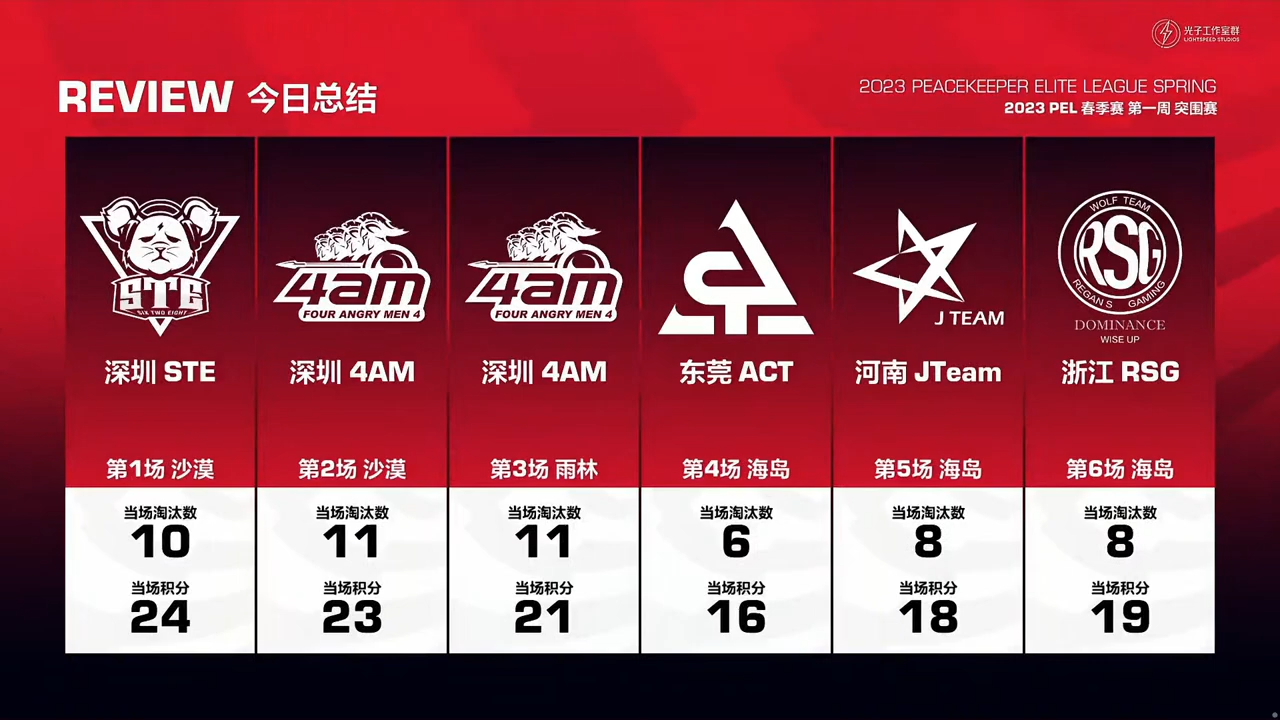 光子工作室群
LIGHTSPEED STUDIOS
REVIEW 今日总结
2023 PEACEKEEPER ELITE LEAGUE SPRING
2023 PEL 春季赛 第一周 突围赛
STE
SIX TWO EIGHT
深圳 STE
第1场 沙漠
当场淘汰数
10
当场积分
24
4am
FOUR ANGRY MEN 4
深圳 4AM
第2场 沙漠
当场淘汰数
11
当场积分
23
4am
FOUR ANGRY MEN 4
深圳 4AM
第3场 雨林
当场淘汰数
11
当场积分
21
东莞 ACT
第4场 海岛
当场淘汰数
6
当场积分
16
J TEAM
河南 JTeam
第5场 海岛
当场淘汰数
8
当场积分
18
WOLF TEAM
RSG
REGANS GAMING
DOMINANCE
WISE UP
浙江 RSG
第6场 海岛
当场淘汰数
8
当场积分
19